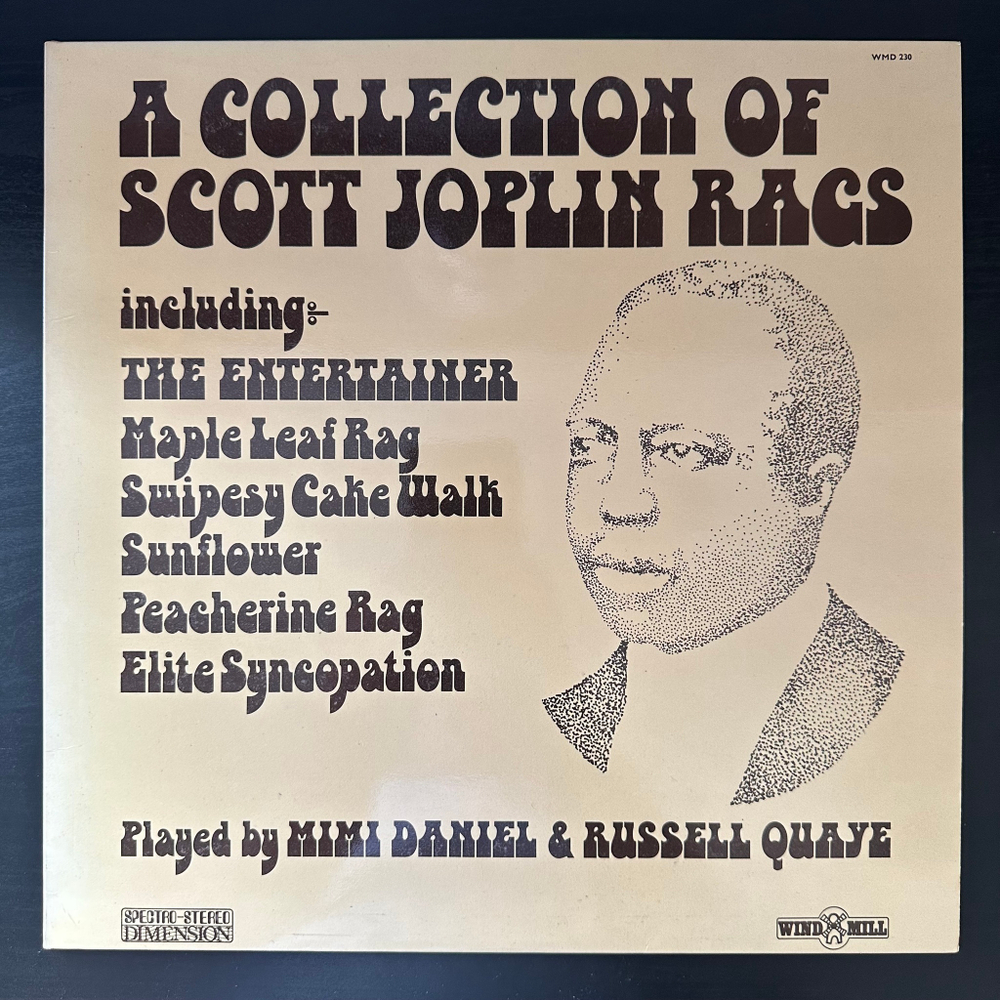 WMD 230
A COLLECTION OF
SCOTT JOPLIN RAGS
including:-
THE ENTERTAINER
Maple Leaf Rag
Swipesy Cake Walk
Sunflower
Peacherine Rag
Elite Syncopation
Played by MIMI DANIEL & RUSSELL QUAYE
SPECTRO-STEREO
DIMENSION
WIND MILL